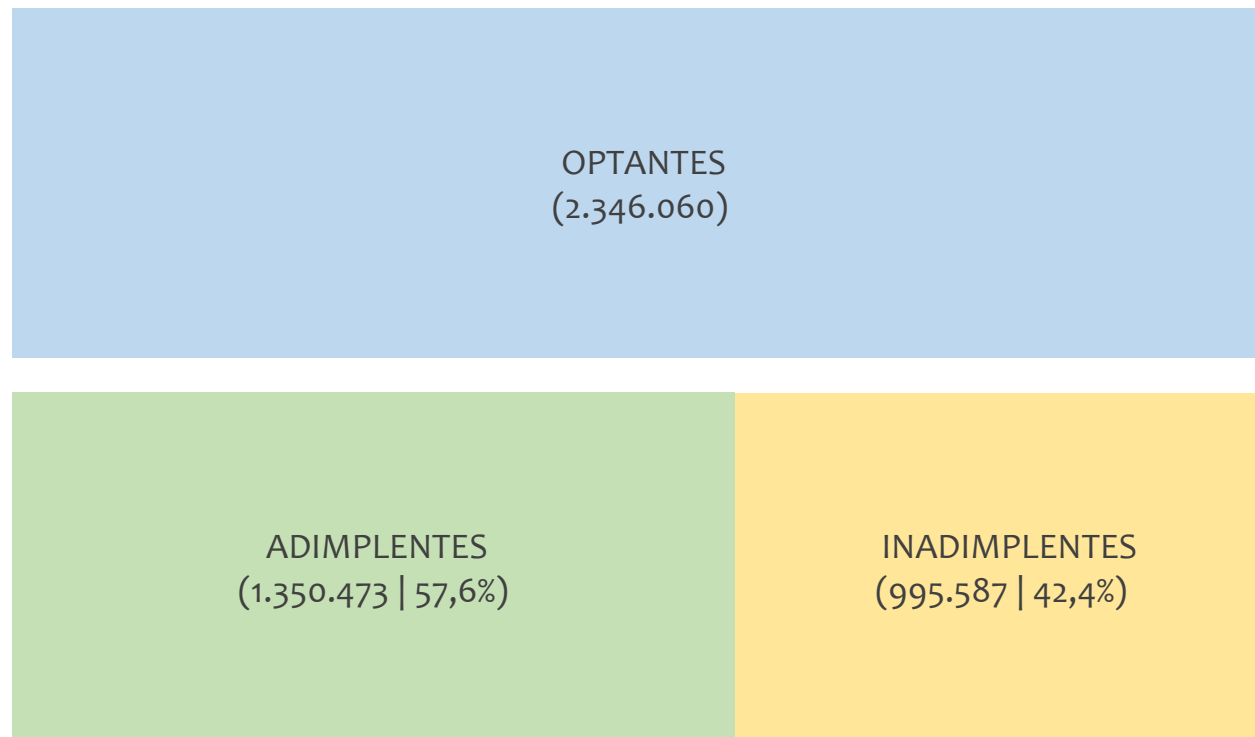 OPTANTES
(2.346.060)
ADIMPLENTES
(1.350.473 | 57,6%)
INADIMPLENTES
(995.587 | 42,4%)